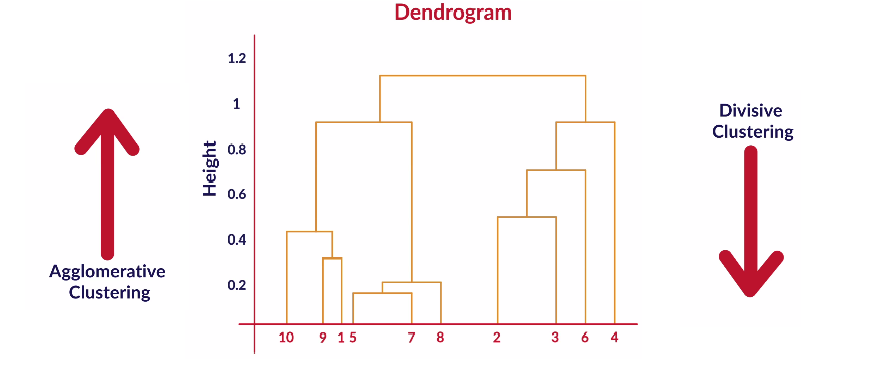 Dendrogram
1.2
1
0.8
0.6
0.4
0.2
Height
Agglomerative
Clustering
Divisive
Clustering
10 9 1 5 7 8 2 3 6 4